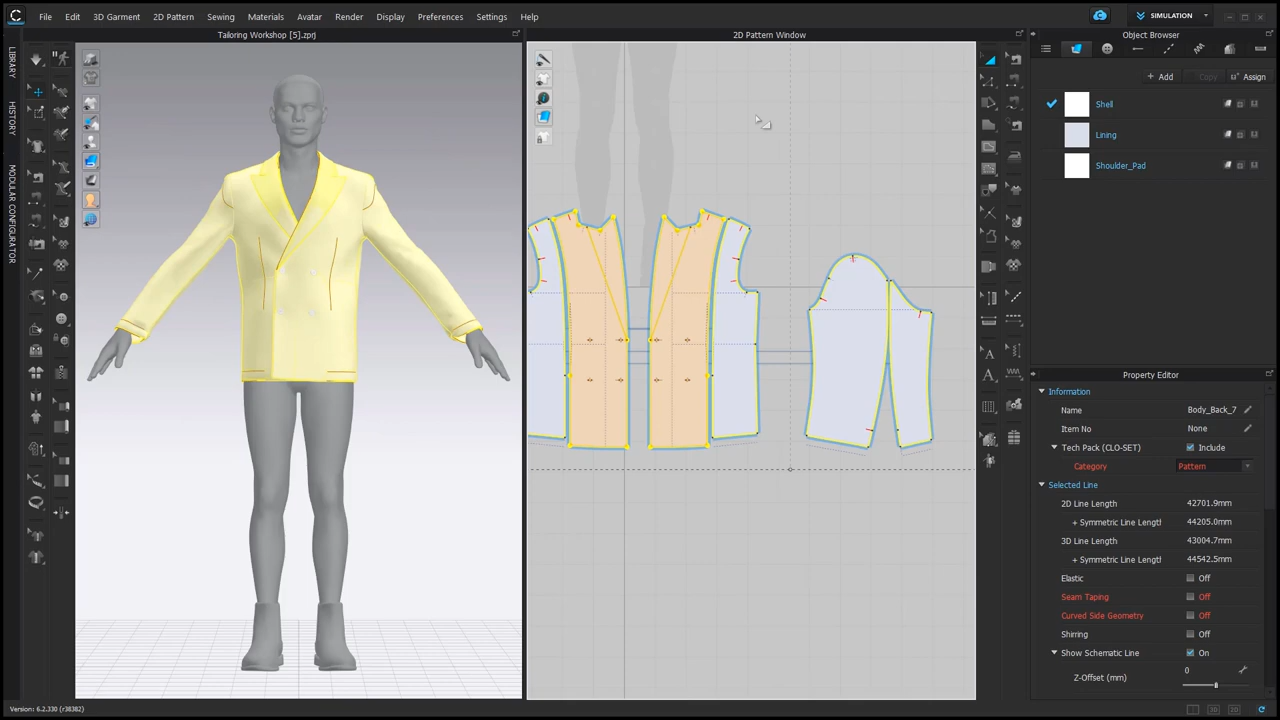 File Edit 3D Garment 2D Pattern Sewing Materials Avatar Render Display Preferences Settings Help
SIMULATION
Tailoring Workshop [5].zprj
2D Pattern Window
Object Browser
LIBRARY
HISTORY
MODULAR CONFIGURATOR
+ Add
Copy
Assign
Shell
Lining
Shoulder_Pad
Property Editor
Information
Name Body_Back_7
Item No None
Tech Pack (CLO-SET) Include
Category Pattern
Selected Line
2D Line Length 42701.9mm
+ Symmetric Line Lengt 44205.0mm
3D Line Length 43004.7mm
+ Symmetric Line Lengt 44542.5mm
Elastic Off
Seam Taping Off
Curved Side Geometry Off
Shirring Off
Show Schematic Line On
Z-Offset (mm) 0
Version: 6.2.330 (r38382)
3D
2D